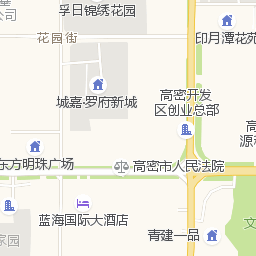 孚日锦绣花园
公司
花园街
印月潭花苑
城嘉·罗府新城
高密开发
区创业总部
高
源
东方明珠广场
高密市人民法院
蓝海国际大酒店
文
青建一品
家园